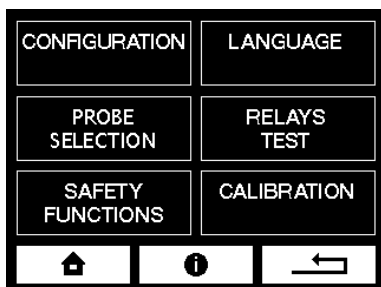 CONFIGURATION
LANGUAGE
PROBE
SELECTION
RELAYS
TEST
SAFETY
FUNCTIONS
CALIBRATION